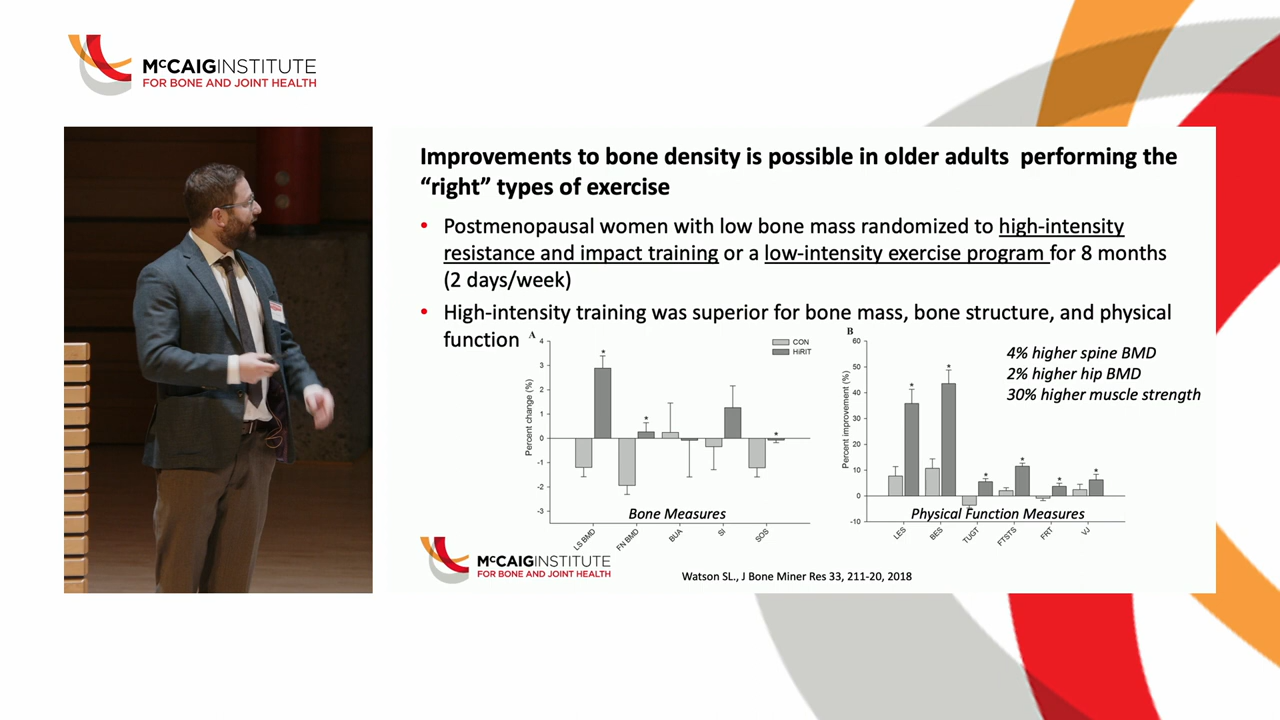 McCAIGINSTITUTE
FOR BONE AND JOINT HEALTH
Improvements to bone density is possible in older adults performing the
“right” types of exercise
• Postmenopausal women with low bone mass randomized to high-intensity
resistance and impact training or a low-intensity exercise program for 8 months
(2 days/week)
• High-intensity training was superior for bone mass, bone structure, and physical
function
A
CON
HiRIT
Percent change (%)
4
3
2
1
0
-1
-2
-3
Bone Measures
LS BMD
FN BMD
BUA
SI
SOS
B
4% higher spine BMD
2% higher hip BMD
30% higher muscle strength
Percent improvement (%)
60
50
40
30
20
10
0
-10
Physical Function Measures
LES
BES
TUGT
FTSTS
FRT
VJ
McCAIGINSTITUTE
FOR BONE AND JOINT HEALTH
Watson SL., J Bone Miner Res 33, 211-20, 2018